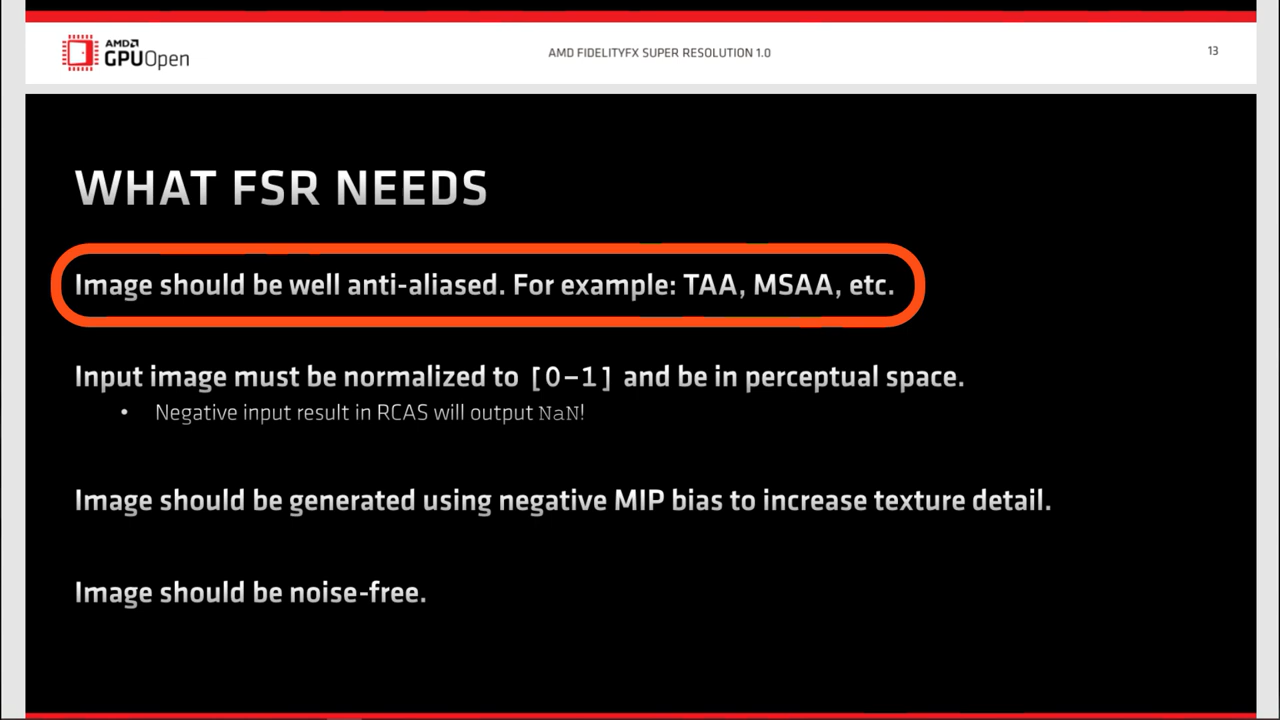 AMD
GPUOpen
AMD FIDELITYFX SUPER RESOLUTION 1.0
13
WHAT FSR NEEDS
Image should be well anti-aliased. For example: TAA, MSAA, etc.
Input image must be normalized to [0–1] and be in perceptual space.
• Negative input result in RCAS will output NaN!
Image should be generated using negative MIP bias to increase texture detail.
Image should be noise-free.